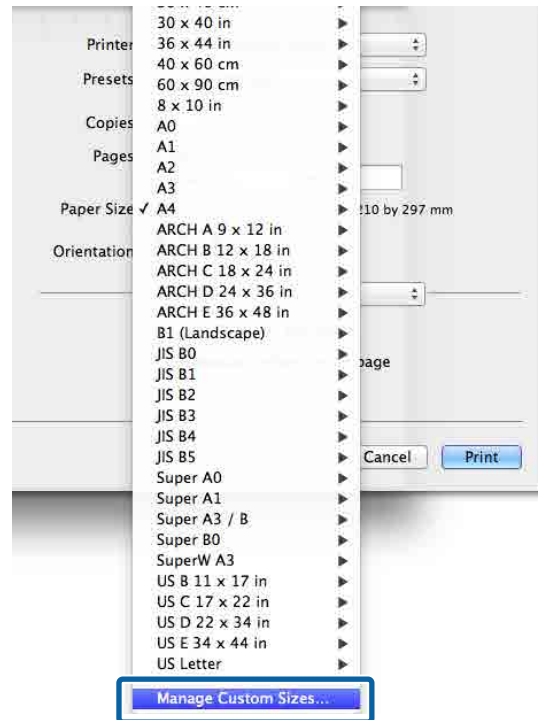 30 x 40 in
Printer 36 x 44 in
40 x 60 cm
Presets 60 x 90 cm
8 x 10 in
Copies A0
A1
Pages A2
A3
Paper Size ✓ A4 210 by 297 mm
ARCH A 9 x 12 in
Orientation ARCH B 12 x 18 in
ARCH C 18 x 24 in
ARCH D 24 x 36 in
ARCH E 36 x 48 in
B1 (Landscape)
JIS B0 page
JIS B1
JIS B2
JIS B3
JIS B4
JIS B5 Cancel Print
Super A0
Super A1
Super A3 / B
Super B0
SuperW A3
US B 11 x 17 in
US C 17 x 22 in
US D 22 x 34 in
US E 34 x 44 in
US Letter
Manage Custom Sizes...